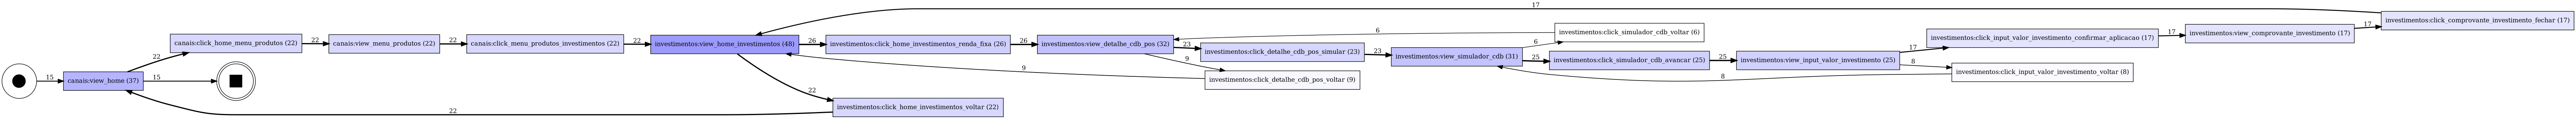 17
canais:click_home_menu_produtos (22)
canais:view_menu_produtos (22)
canais:click_menu_produtos_investimentos (22)
investimentos:view_home_investimentos (48)
investimentos:click_home_investimentos_renda_fixa (26)
investimentos:view_detalhe_cdb_pos (32)
investimentos:click_detalhe_cdb_pos_simular (23)
investimentos:view_simulador_cdb (31)
investimentos:click_simulador_cdb_voltar (6)
investimentos:click_simulador_cdb_avancar (25)
investimentos:view_input_valor_investimento (25)
investimentos:click_input_valor_investimento_confirmar_aplicacao (17)
investimentos:view_comprovante_investimento (17)
investimentos:click_comprovante_investimento_fechar (17)
22
22
22
26
26
23
23
6
6
25
25
17
17
17
15
canais:view_home (37)
15
9
9
investimentos:click_detalhe_cdb_pos_voltar (9)
8
8
investimentos:click_input_valor_investimento_voltar (8)
22
22
investimentos:click_home_investimentos_voltar (22)
22